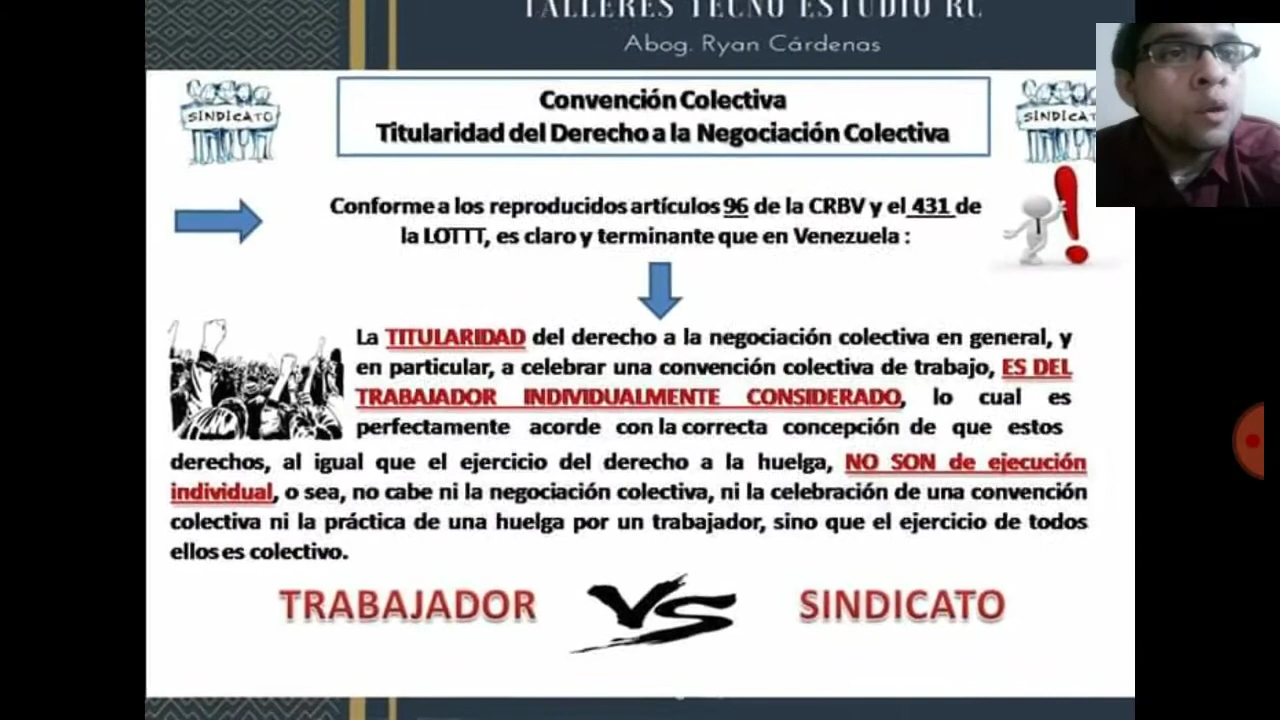 TALLERES TECNO ESTUDIO RC
Abog. Ryan Cárdenas
SINDICATO
Convención Colectiva
Titularidad del Derecho a la Negociación Colectiva
SINDICAT
Conforme a los reproducidos artículos 96 de la CRBV y el 431 de
la LOTTT, es claro y terminante que en Venezuela :
La TITULARIDAD del derecho a la negociación colectiva en general, y
en particular, a celebrar una convención colectiva de trabajo, ES DEL
TRABAJADOR INDIVIDUALMENTE CONSIDERADO, lo cual es
perfectamente acorde con la correcta concepción de que estos
derechos, al igual que el ejercicio del derecho a la huelga, NO SON de ejecución
individual, o sea, no cabe ni la negociación colectiva, ni la celebración de una convención
colectiva ni la práctica de una huelga por un trabajador, sino que el ejercicio de todos
ellos es colectivo.
TRABAJADOR VS SINDICATO